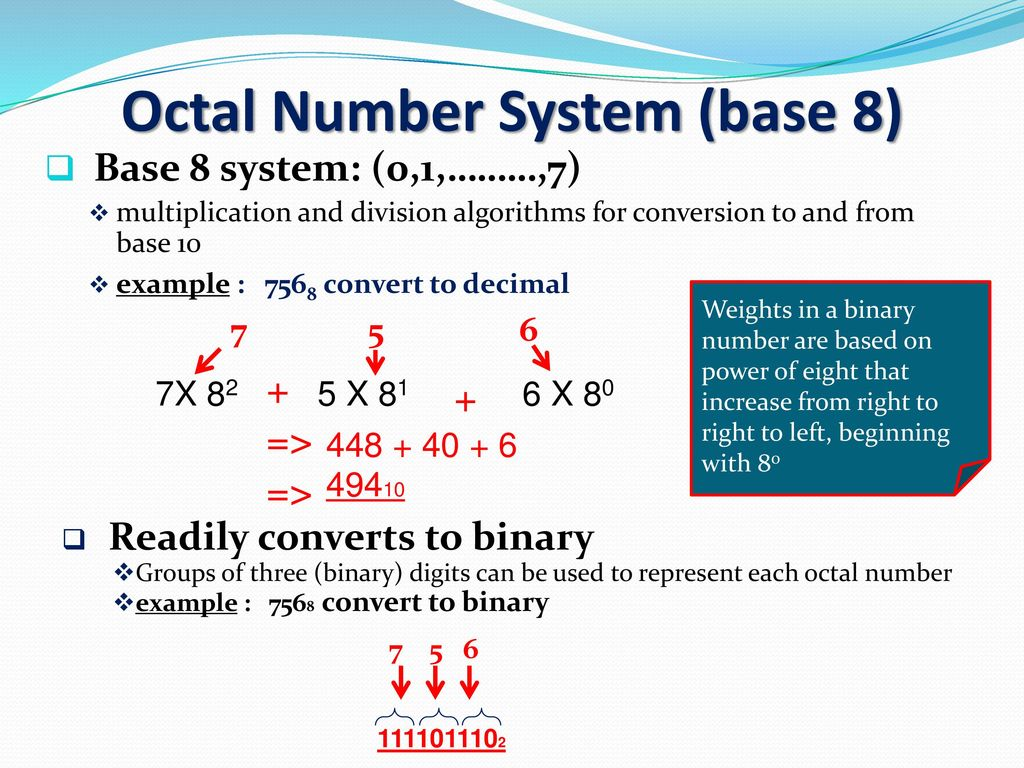 Octal Number System (base 8)
Base 8 system: (0,1,………,7)
multiplication and division algorithms for conversion to and from
base 10
example : 756₈ convert to decimal
7 5 6
7X 8² + 5 X 8¹ + 6 X 8⁰
=> 448 + 40 + 6
=> 494₁₀
Weights in a binary
number are based on
power of eight that
increase from right to
right to left, beginning
with 8⁰
Readily converts to binary
Groups of three (binary) digits can be used to represent each octal number
example : 756₈ convert to binary
7 5 6
111101110₂